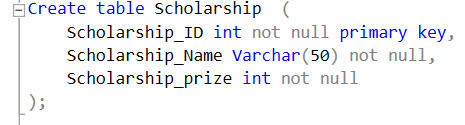 Create table Scholarship  (
Scholarship_ID int not null primary key,
Scholarship_Name Varchar(50) not null,
Scholarship_prize int not null
);